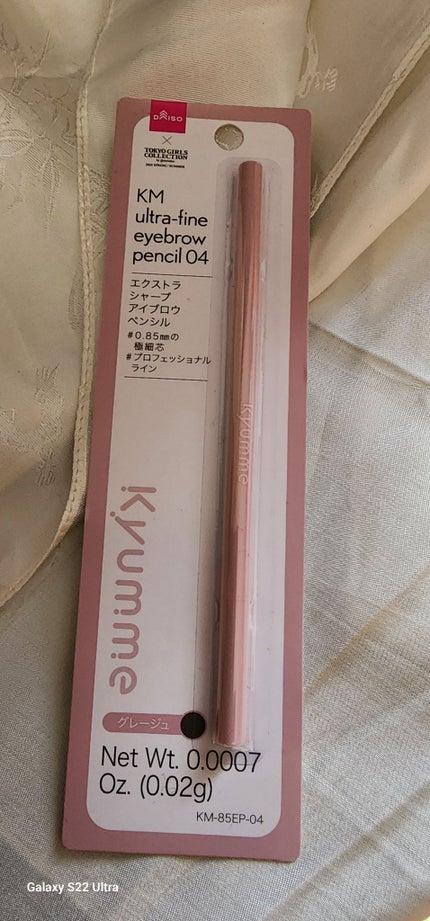 DAISO
×
TOKYO GIRLS
COLLECTION
KM
ultra-fine
eyebrow
pencil 04
エクストラ
シャープ
アイブロウ
ペンシル
#0.85mmの
極細芯
#プロフェッショナル
ライン
Kyumme
Kyumme
グレージュ
Net Wt. 0.0007
Oz. (0.02g)
KM-85EP-04
Galaxy S22 Ultra